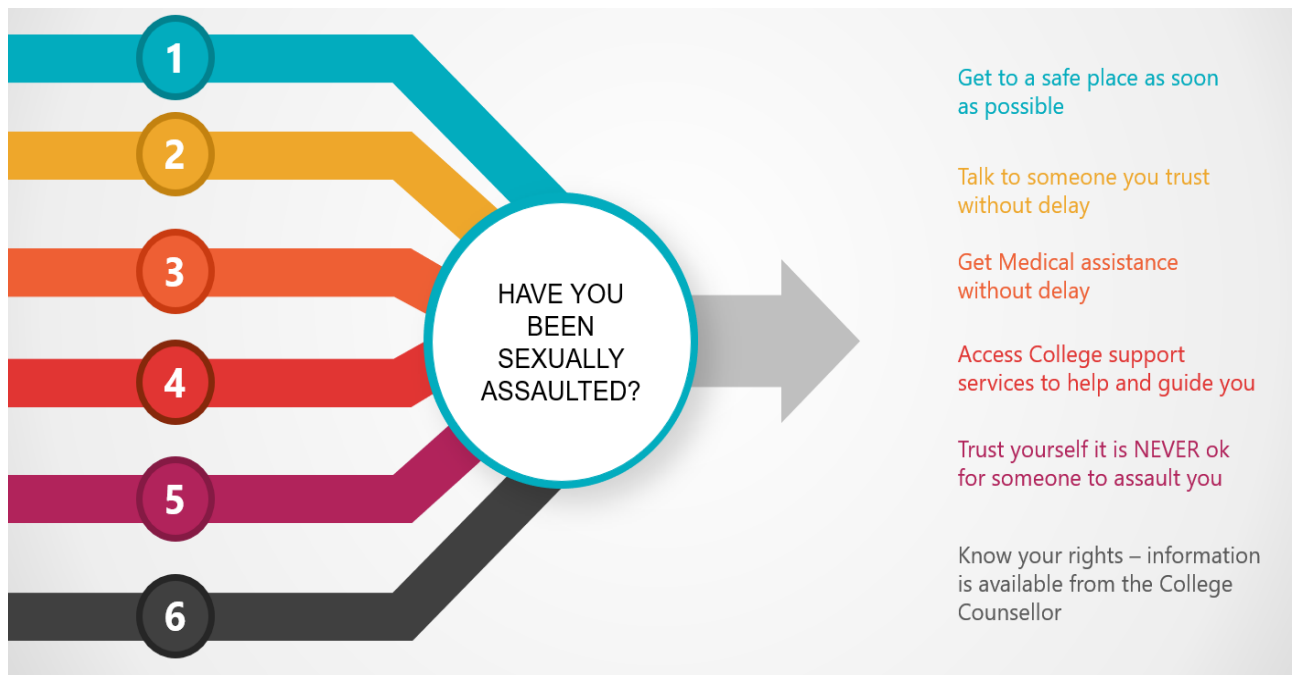 1
2
3
4
5
6
HAVE YOU
BEEN
SEXUALLY
ASSAULTED?
Get to a safe place as soon
as possible
Talk to someone you trust
without delay
Get Medical assistance
without delay
Access College support
services to help and guide you
Trust yourself it is NEVER ok
for someone to assault you
Know your rights – information
is available from the College
Counsellor